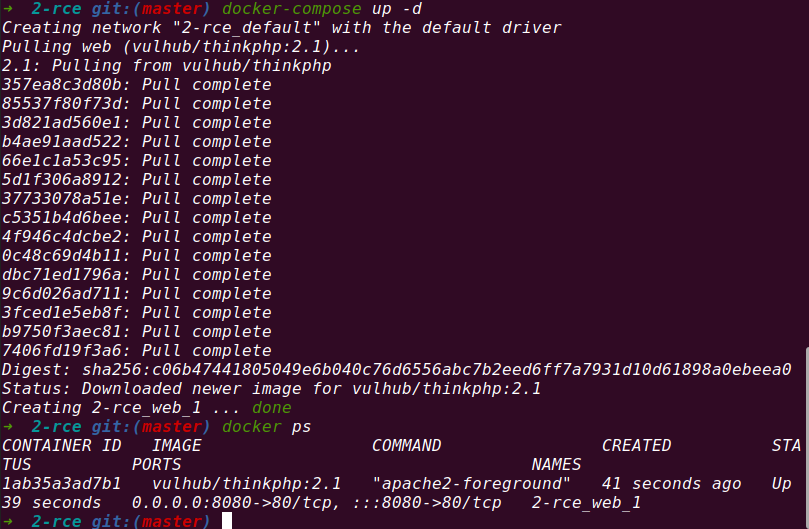 ➜  2-rce git:(master) docker-compose up -d
Creating network "2-rce_default" with the default driver
Pulling web (vulhub/thinkphp:2.1)...
2.1: Pulling from vulhub/thinkphp
357ea8c3d80b: Pull complete
85537f80f73d: Pull complete
3d821ad560e1: Pull complete
b4ae91aad522: Pull complete
66e1c1a53c95: Pull complete
5d1f306a8912: Pull complete
37733078a51e: Pull complete
c5351b4d6bee: Pull complete
4f946c4dcbe2: Pull complete
0c48c69d4b11: Pull complete
dbc71ed1796a: Pull complete
9c6d026ad711: Pull complete
3fced1e5eb8f: Pull complete
b9750f3aec81: Pull complete
7406fd19f3a6: Pull complete
Digest: sha256:c06b47441805049e6b040c76d6556abc7b2eed6ff7a7931d10d61898a0ebeea0
Status: Downloaded newer image for vulhub/thinkphp:2.1
Creating 2-rce_web_1 ... done
➜  2-rce git:(master) docker ps
CONTAINER ID   IMAGE                 COMMAND                CREATED          STA
TUS          PORTS                                   NAMES
1ab35a3ad7b1   vulhub/thinkphp:2.1   "apache2-foreground"   41 seconds ago   Up 
39 seconds   0.0.0.0:8080->80/tcp, :::8080->80/tcp   2-rce_web_1
➜  2-rce git:(master)